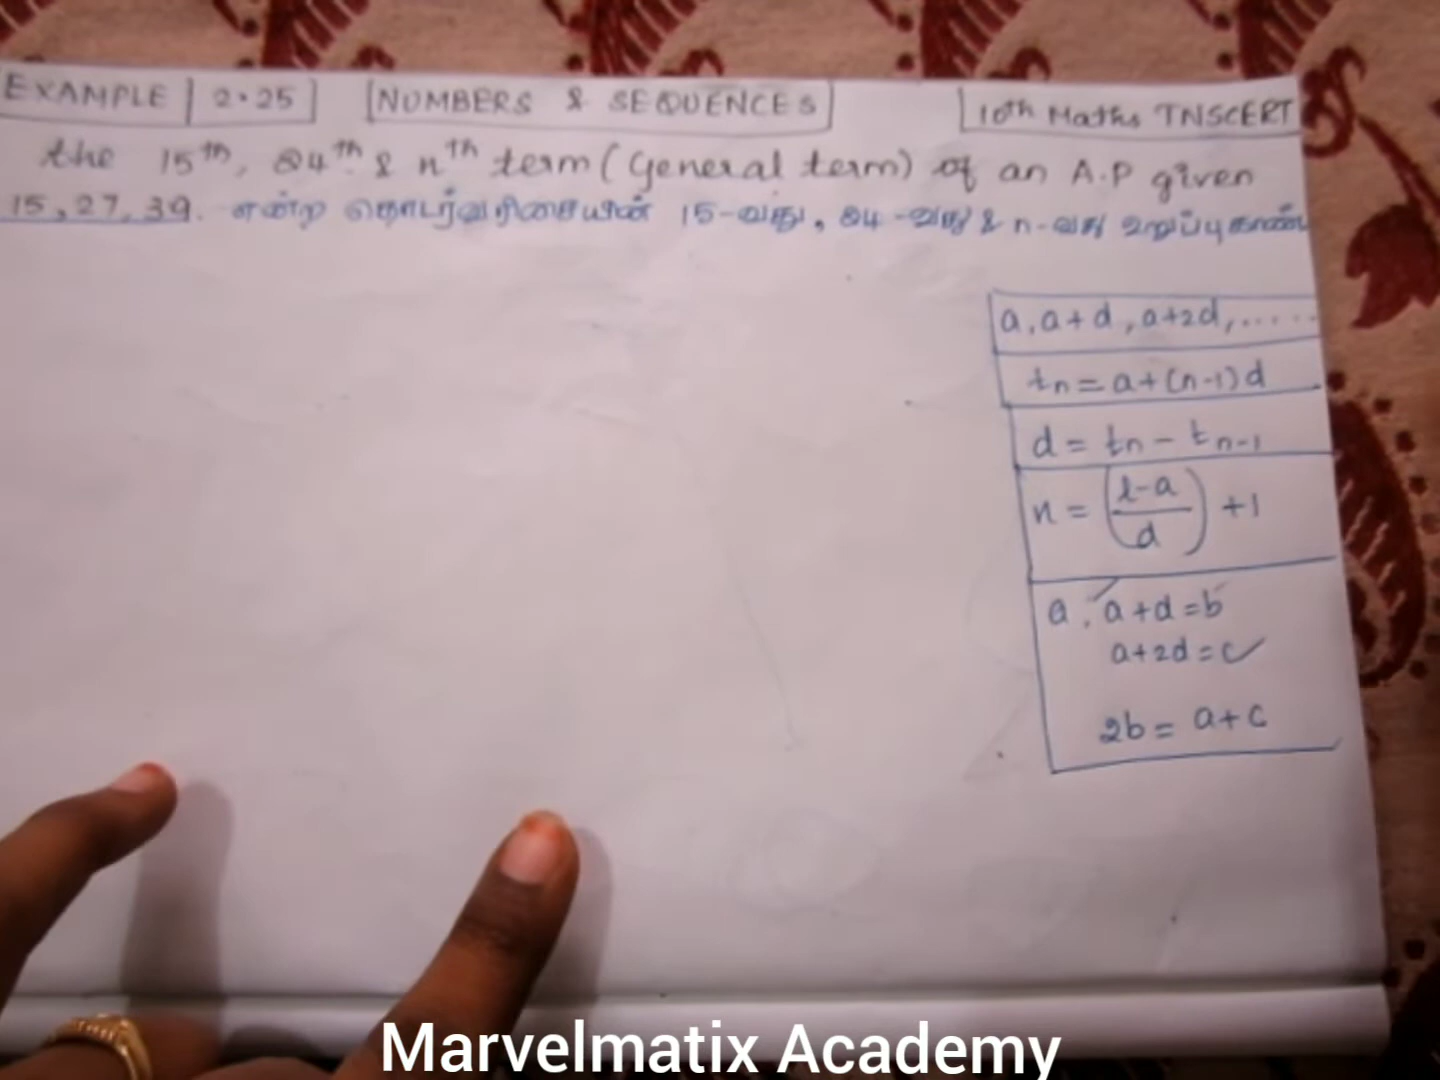 EXAMPLE 2.25 NUMBERS & SEQUENCES 10th Maths TNSCERT
the 15th, 24th & nth term (General term) of an A.P given
15, 27, 39. என்ற தொடர்வரிசையின் 15-வது, 24-வது & n-வது உறுப்பு காண்
a, a+d, a+2d, .....
tn = a+(n-1)d
d = tn - tn-1
n = (l-a/d) +1
a, a+d = b
a+2d = c
2b = a+c
Marvelmatix Academy